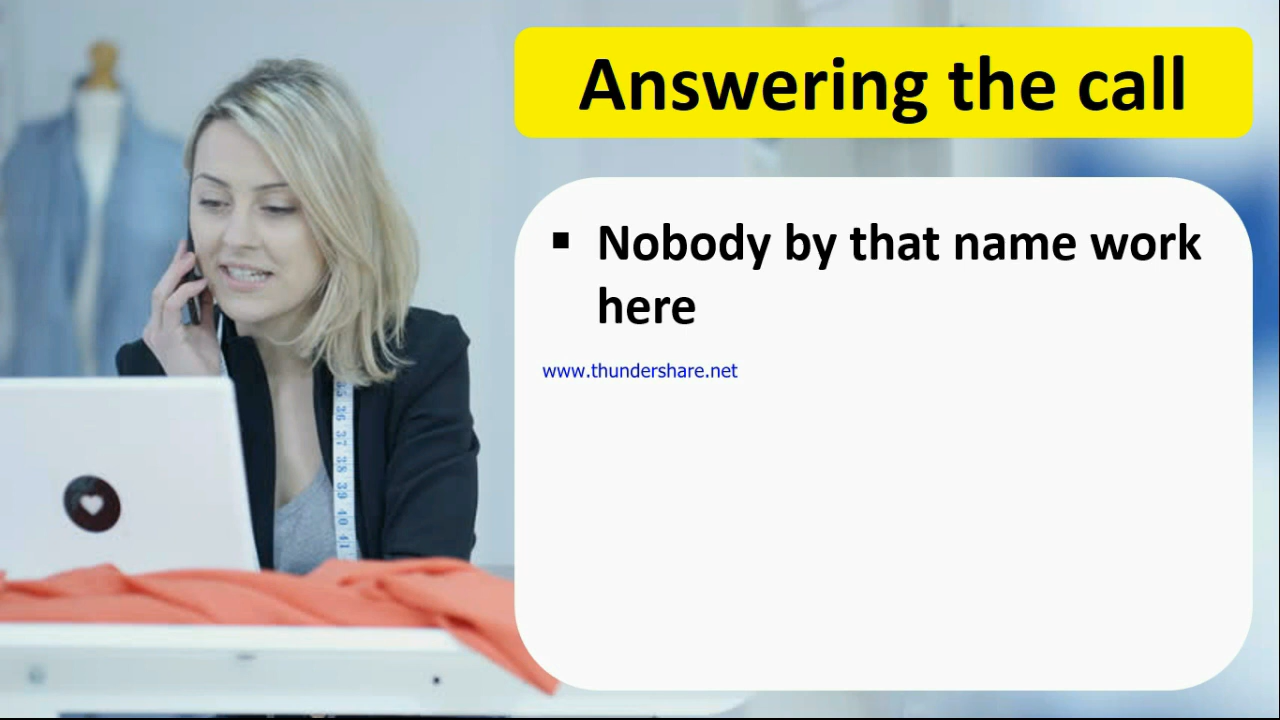 Answering the call
▪ Nobody by that name work
here
www.thundershare.net